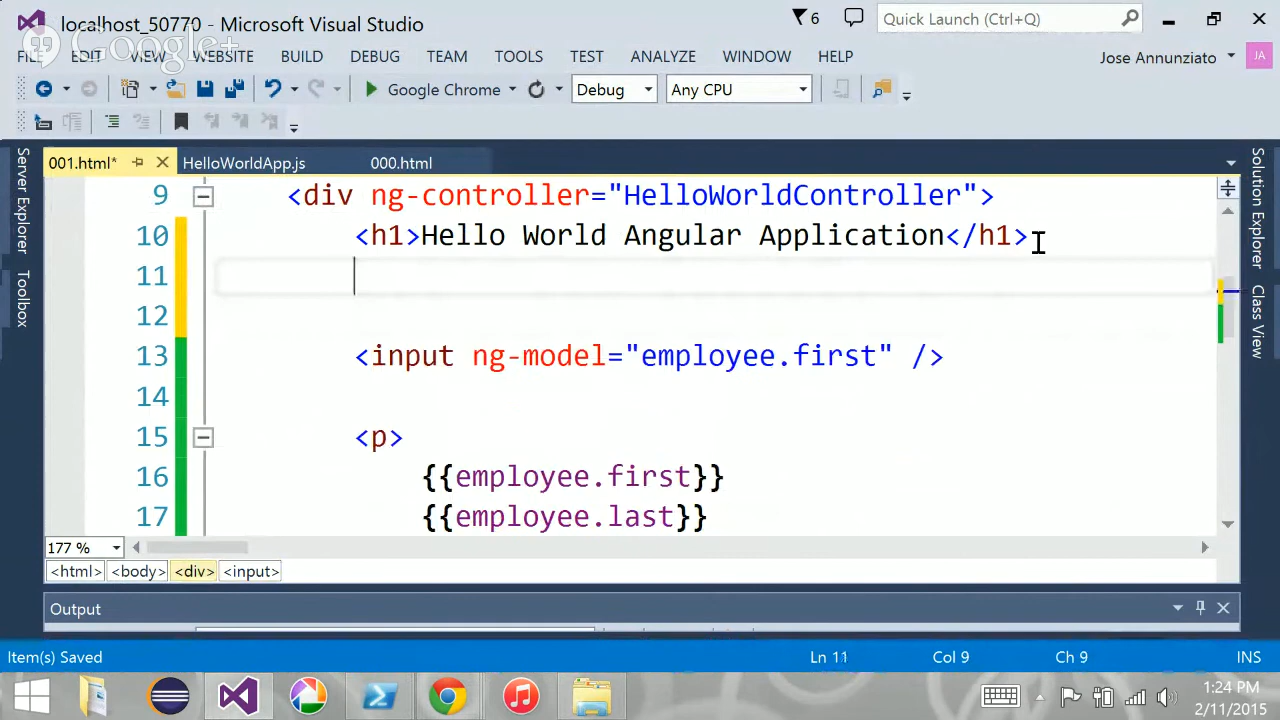 localhost_50770 - Microsoft Visual Studio
6
Quick Launch (Ctrl+Q)
Google+
FILE EDIT VIEW WEBSITE BUILD DEBUG TEAM TOOLS TEST ANALYZE WINDOW HELP
Jose Annunziato
JA
Google Chrome
Debug
Any CPU
Server Explorer
Toolbox
001.html*
HelloWorldApp.js
000.html
Solution Explorer
Class View
9 <div ng-controller="HelloWorldController">
10 <h1>Hello World Angular Application</h1>
11
12
13 <input ng-model="employee.first" />
14
15 <p>
16 {{employee.first}}
17 {{employee.last}}
177 %
<html> <body> <div> <input>
Output
Item(s) Saved
Ln 11
Col 9
Ch 9
INS
1:24 PM
2/11/2015